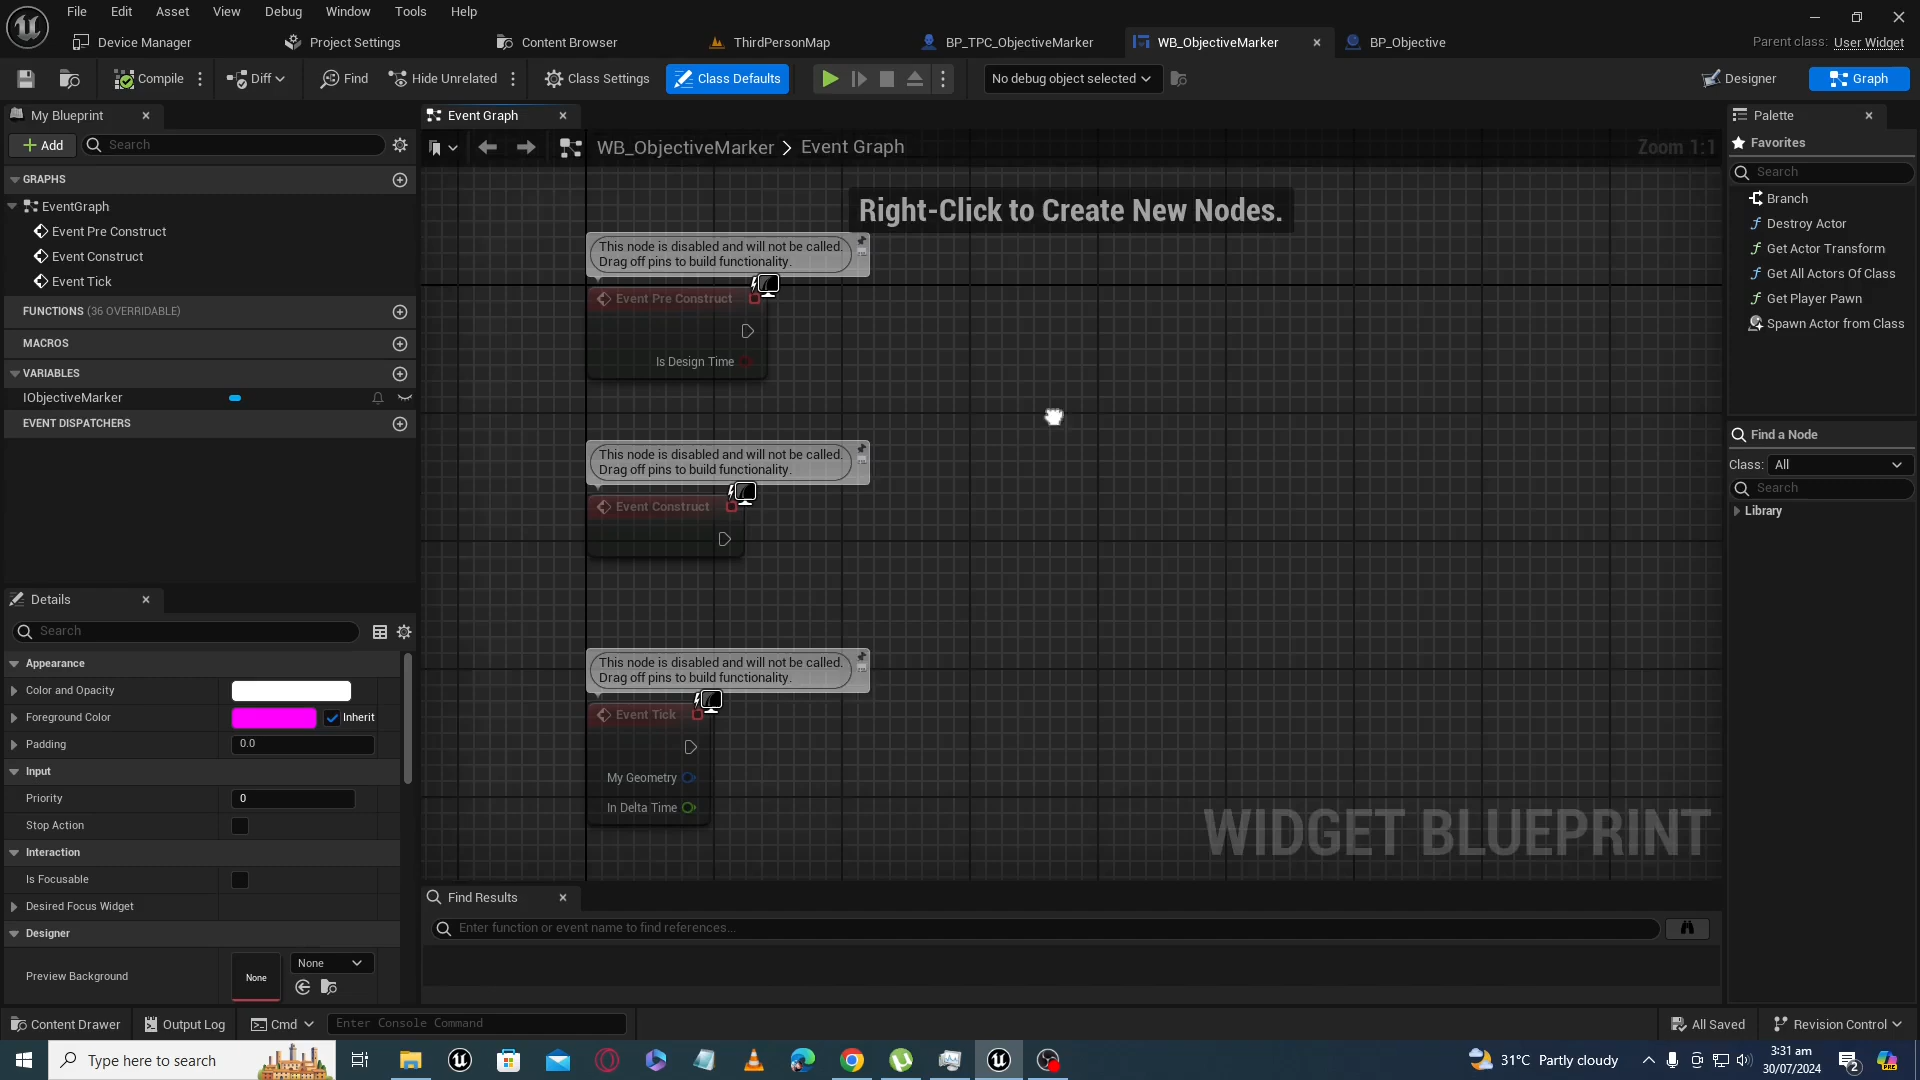 File Edit Asset View Debug Window Tools Help
Device Manager Project Settings Content Browser ThirdPersonMap BP_TPC_ObjectiveMarker WB_ObjectiveMarker BP_Objective Parent class: User Widget
Compile Diff Find Hide Unrelated Class Settings Class Defaults No debug object selected Designer Graph
My Blueprint
Event Graph
Palette
Add Search
WB_ObjectiveMarker > Event Graph
Zoom 1:1
Favorites
Search
GRAPHS
EventGraph
Event Pre Construct
Event Construct
Event Tick
FUNCTIONS (36 OVERRIDABLE)
MACROS
VARIABLES
IObjectiveMarker
EVENT DISPATCHERS
Right-Click to Create New Nodes.
This node is disabled and will not be called.
Drag off pins to build functionality.
Event Pre Construct
Is Design Time
This node is disabled and will not be called.
Drag off pins to build functionality.
Event Construct
This node is disabled and will not be called.
Drag off pins to build functionality.
Event Tick
My Geometry
In Delta Time
WIDGET BLUEPRINT
Branch
Destroy Actor
Get Actor Transform
Get All Actors Of Class
Get Player Pawn
Spawn Actor from Class
Find a Node
Class: All
Search
Library
Details
Search
Appearance
Color and Opacity
Foreground Color Inherit
Padding 0.0
Input
Priority 0
Stop Action
Interaction
Is Focusable
Desired Focus Widget
Designer
Preview Background None None
Find Results
Enter function or event name to find references...
Content Drawer Output Log Cmd Enter Console Command All Saved Revision Control
Type here to search
31°C Partly cloudy
3:31 am
30/07/2024
2
PRE